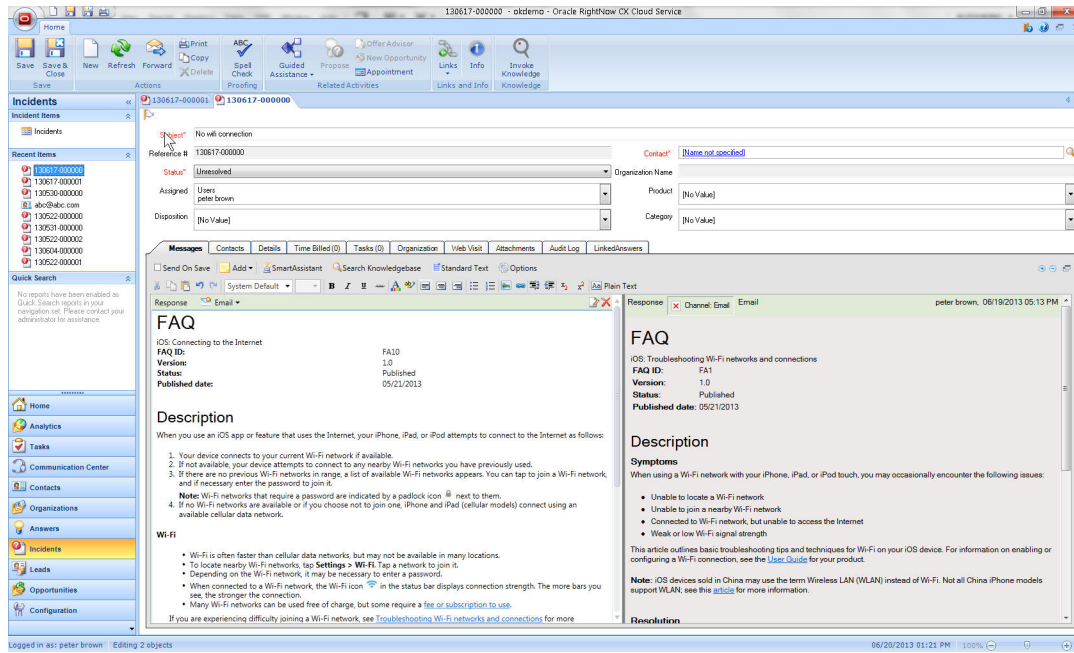 130617-000000 - okdemo - Oracle RightNow CX Cloud Service
Home
Save
Save & Close
New
Refresh
Forward
Print
Copy
Delete
Spell Check
Guided Assistance
Propose
Offer Advisor
New Opportunity
Appointment
Links
Info
Invoke Knowledge
Save
Actions
Proofing
Related Activities
Links and Info
Knowledge
Incidents «
Incident Items
Incidents
Recent Items
130617-000000
130617-000001
130530-000000
abc@abc.com
130522-000000
130531-000000
130522-000002
130604-000000
130522-000001
Quick Search
No reports have been enabled as
Quick Search reports in your
navigation set. Please contact your
administrator for assistance.
Home
Analytics
Tasks
Communication Center
Contacts
Organizations
Answers
Incidents
Leads
Opportunities
Configuration
130617-000001 130617-000000
Subject* No wifi connection
Reference # 130617-000000
Contact* [Name not specified]
Status* Unresolved
Organization Name
Assigned Users
peter brown
Product [No Value]
Disposition [No Value]
Category [No Value]
Messages Contacts Details Time Billed (0) Tasks (0) Organization Web Visit Attachments Audit Log LinkedAnswers
Send On Save Add SmartAssistant Search Knowledgebase Standard Text Options
System Default B I U A Plain Text
Response Email
FAQ
iOS: Connecting to the Internet
FAQ ID: FA10
Version: 1.0
Status: Published
Published date: 05/21/2013
Description
When you use an iOS app or feature that uses the Internet, your iPhone, iPad, or iPod attempts to connect to the Internet as follows:
1. Your device connects to your current Wi-Fi network if available.
2. If not available, your device attempts to connect to any nearby Wi-Fi networks you have previously used.
3. If there are no previous Wi-Fi networks in range, a list of available Wi-Fi networks appears. You can tap to join a Wi-Fi network,
and if necessary enter the password to join it.
Note: Wi-Fi networks that require a password are indicated by a padlock icon next to them.
4. If no Wi-Fi networks are available or if you choose not to join one, iPhone and iPad (cellular models) connect using an
available cellular data network.
Wi-Fi
• Wi-Fi is often faster than cellular data networks, but may not be available in many locations.
• To locate nearby Wi-Fi networks, tap Settings > Wi-Fi. Tap a network to join it.
• Depending on the Wi-Fi network, it may be necessary to enter a password.
• When connected to a Wi-Fi network, the Wi-Fi icon in the status bar displays connection strength. The more bars you
see, the stronger the connection.
• Many Wi-Fi networks can be used free of charge, but some require a fee or subscription to use.
If you are experiencing difficulty joining a Wi-Fi network, see Troubleshooting Wi-Fi networks and connections for more
Response Channel: Email Email peter brown, 06/19/2013 05:13 PM
FAQ
iOS: Troubleshooting Wi-Fi networks and connections
FAQ ID: FA1
Version: 1.0
Status: Published
Published date: 05/21/2013
Description
Symptoms
When using a Wi-Fi network with your iPhone, iPad, or iPod touch, you may occasionally encounter the following issues:
• Unable to locate a Wi-Fi network
• Unable to join a nearby Wi-Fi network
• Connected to Wi-Fi network, but unable to access the Internet
• Weak or low Wi-Fi signal strength
This article outlines basic troubleshooting tips and techniques for Wi-Fi on your iOS device. For information on enabling or
configuring a Wi-Fi connection, see the User Guide for your product.
Note: iOS devices sold in China may use the term Wireless LAN (WLAN) instead of Wi-Fi. Not all China iPhone models
support WLAN; see this article for more information.
Resolution
Logged in as: peter brown Editing 2 objects 06/20/2013 01:21 PM 100%